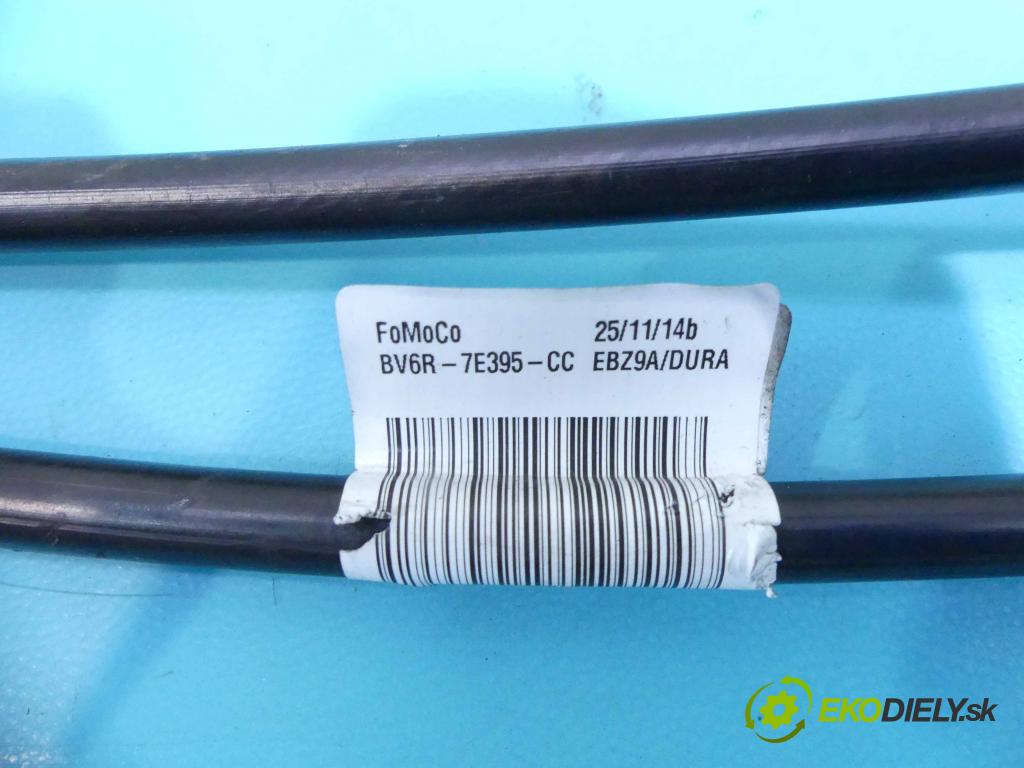 FoMoCo 25/11/14b
BV6R-7E395-CC EBZ9A/DURA
EKODIELY.sk